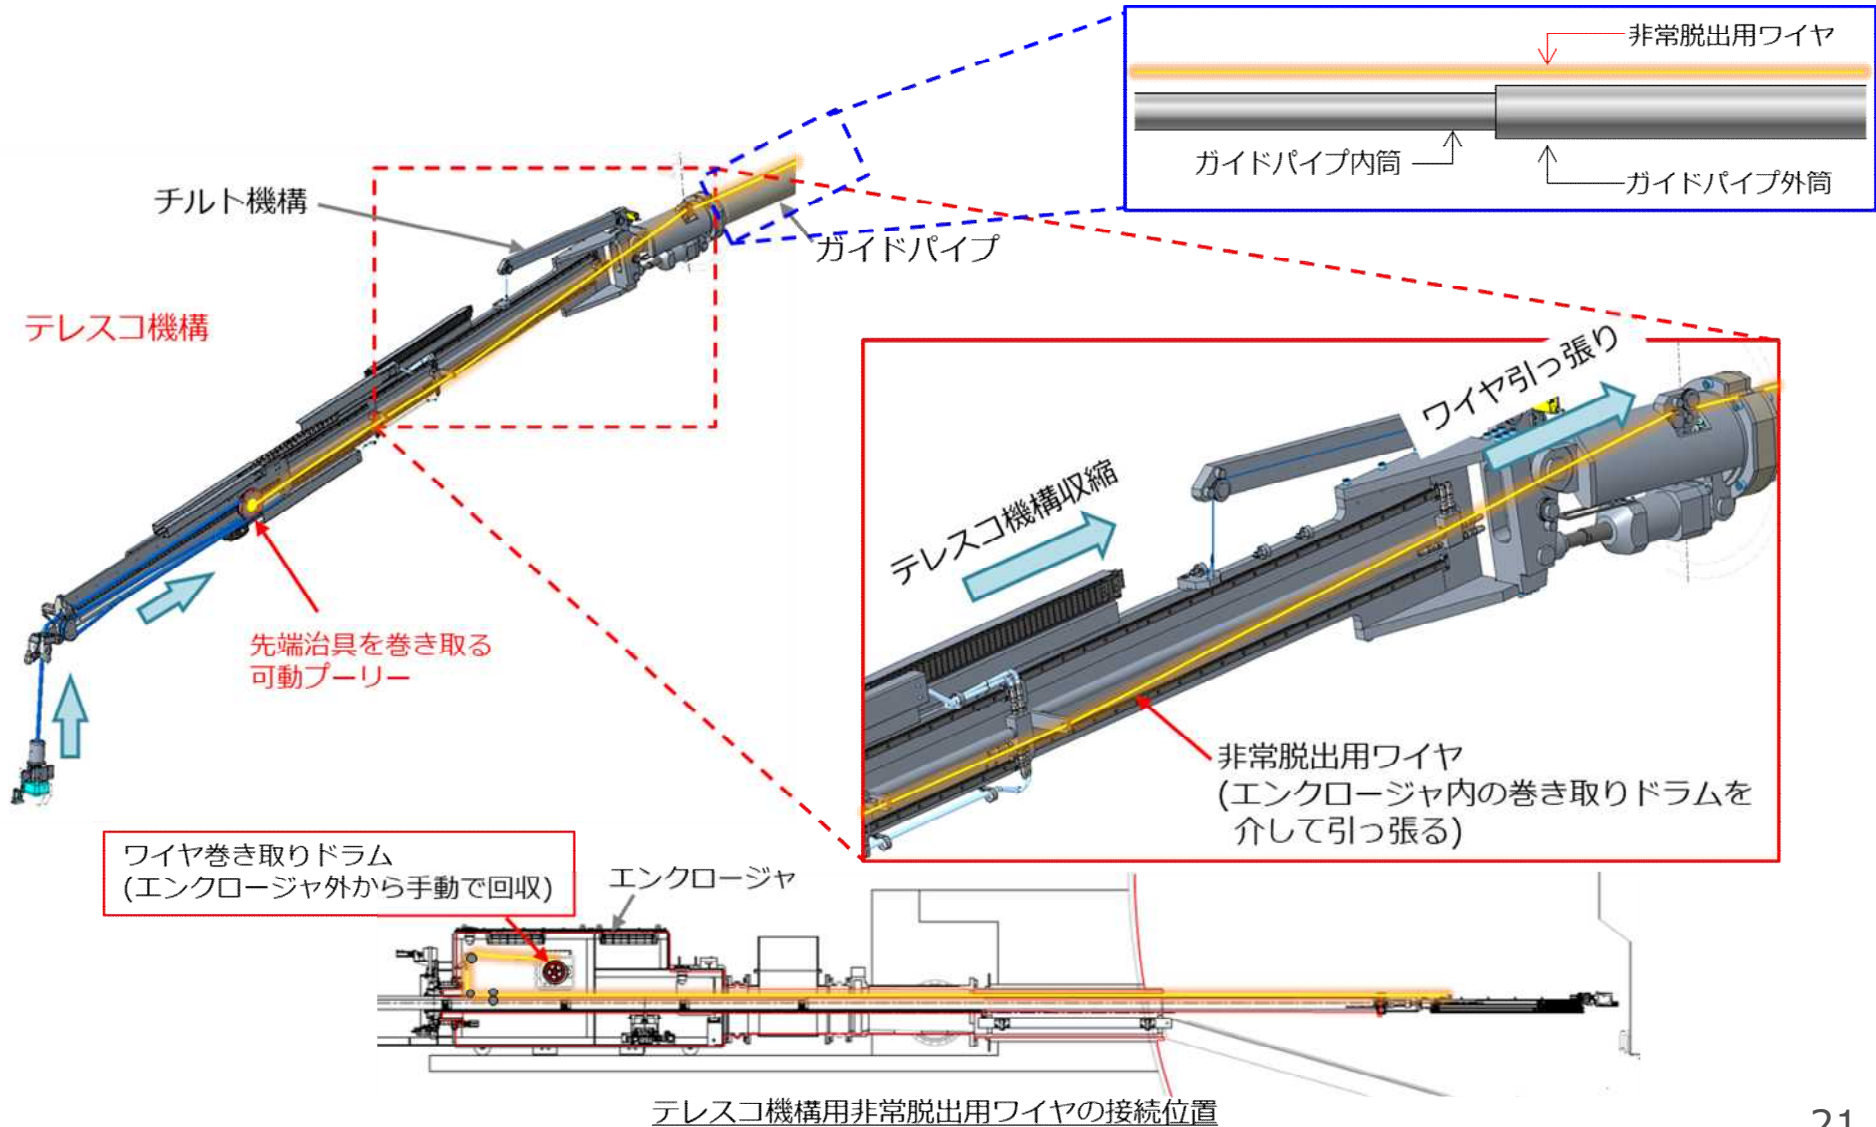 非常脱出用ワイヤ
ガイドパイプ内筒
ガイドパイプ外筒
チルト機構
ガイドパイプ
テレスコ機構
ワイヤ引っ張り
テレスコ機構収縮
先端治具を巻き取る
可動プーリー
非常脱出用ワイヤ
(エンクロージャ内の巻き取りドラムを
介して引っ張る)
ワイヤ巻き取りドラム
(エンクロージャ外から手動で回収)
エンクロージャ
テレスコ機構用非常脱出用ワイヤの接続位置
21